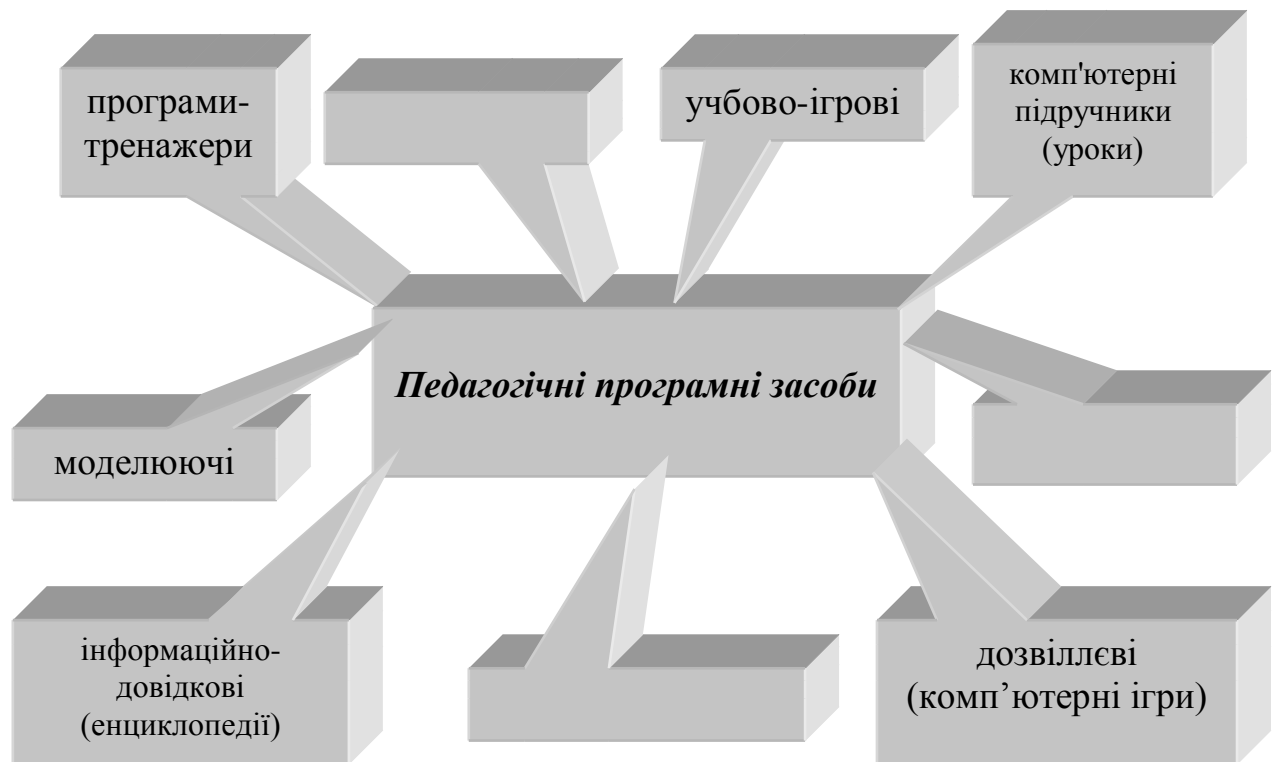 програми-
тренажери
учбово-ігрові
комп'ютерні
підручники
(уроки)
Педагогічні програмні засоби
моделюючі
інформаційно-
довідкові
(енциклопедії)
дозвіллєві
(комп’ютерні ігри)